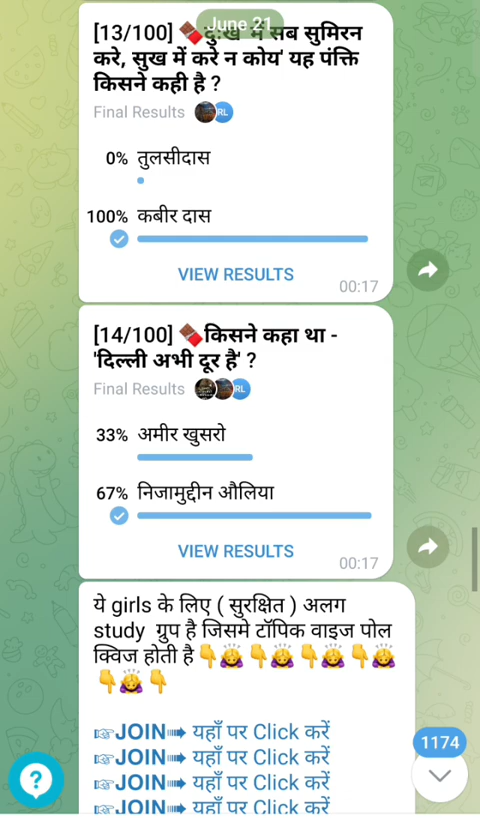 June 21
[13/100] 🍫दुःख में सब सुमिरन
करे, सुख में करे न कोय' यह पंक्ति
किसने कही है ?
Final Results RL
0% तुलसीदास
100% कबीर दास
VIEW RESULTS
00:17
[14/100] 🍫किसने कहा था -
'दिल्ली अभी दूर है' ?
Final Results RL
33% अमीर खुसरो
67% निजामुद्दीन औलिया
VIEW RESULTS
00:17
ये girls के लिए ( सुरक्षित ) अलग
study ग्रुप है जिसमे टॉपिक वाइज पोल
क्विज होती है👇🙇‍♀️👇🙇‍♀️👇🙇‍♀️👇🙇‍♀️
👇🙇‍♀️👇
☞JOIN➠ यहाँ पर Click करें
☞JOIN➠ यहाँ पर Click करें
☞JOIN➠ यहाँ पर Click करें
☞JOIN➠ यहाँ पर Click करें
1174
?